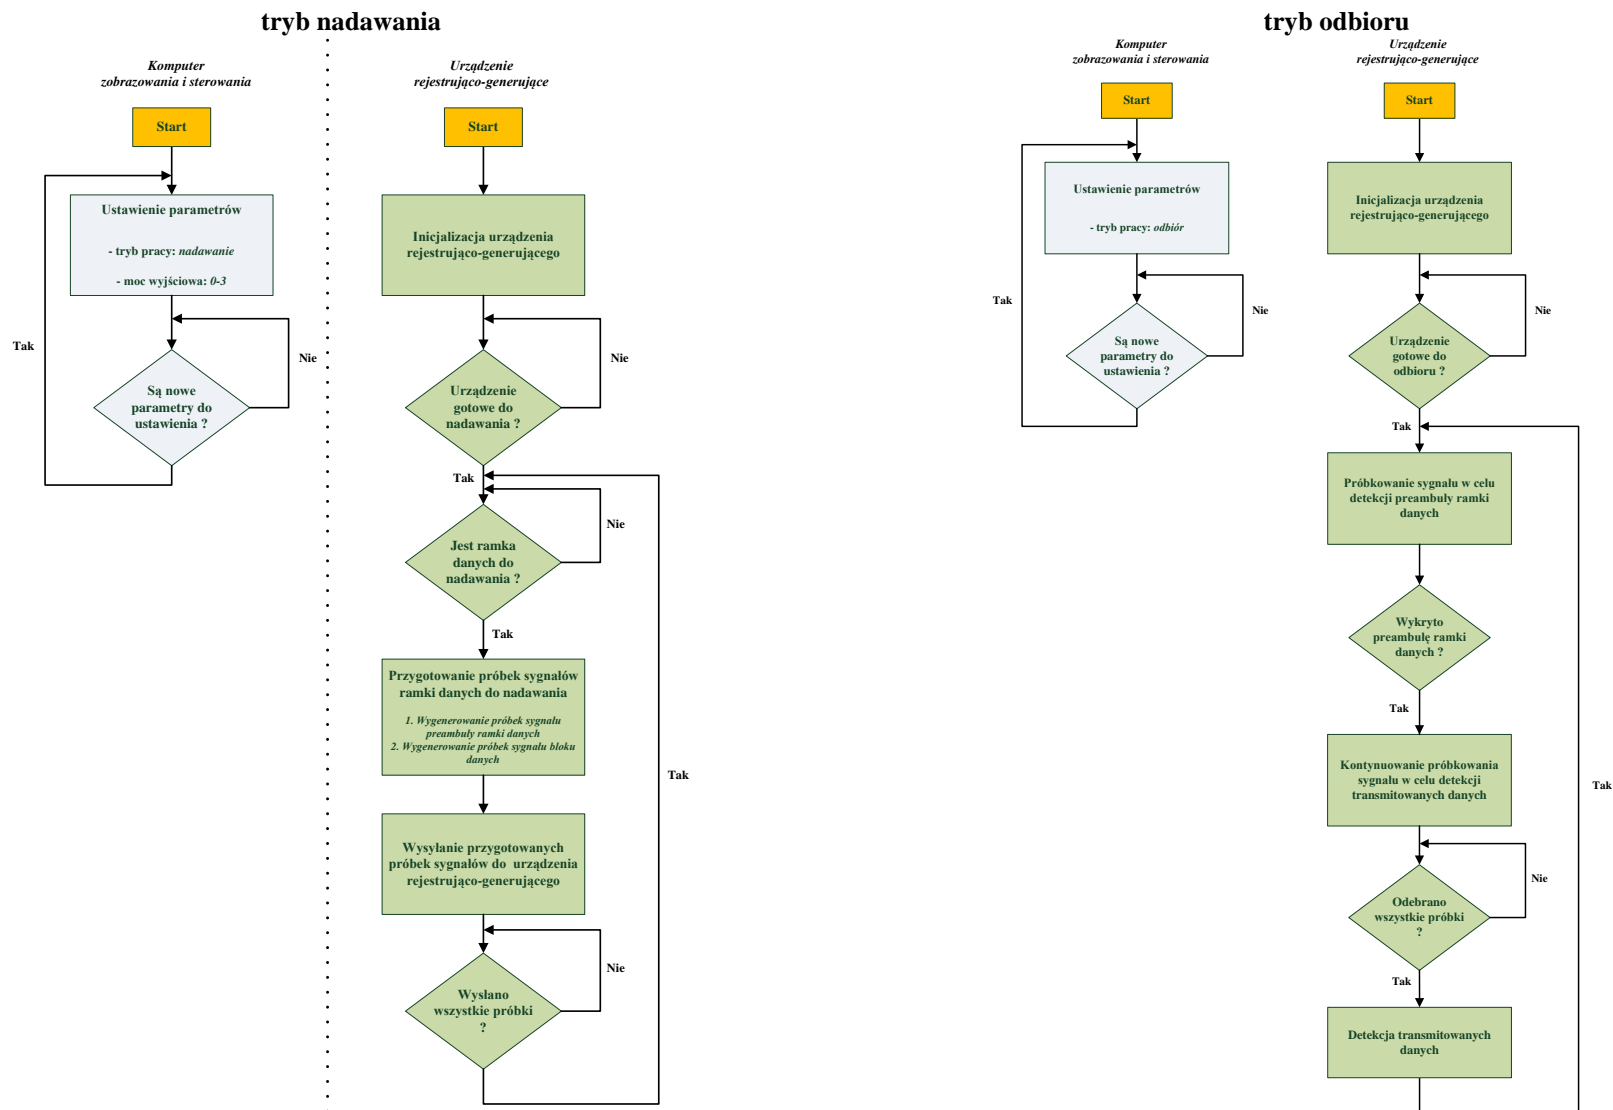 tryb nadawania
Komputer
zobrazowania i sterowania
Start
Ustawienie parametrów
- tryb pracy: nadawanie
- moc wyjściowa: 0-3
Tak
Nie
Są nowe
parametry do
ustawienia ?
Urządzenie
rejestrująco-generujące
Start
Inicjalizacja urządzenia
rejestrująco-generującego
Nie
Urządzenie
gotowe do
nadawania ?
Tak
Nie
Jest ramka
danych do
nadawania ?
Tak
Przygotowanie próbek sygnałów
ramki danych do nadawania
1. Wygenerowanie próbek sygnału
preambuły ramki danych
2. Wygenerowanie próbek sygnału bloku
danych
Tak
Wysyłanie przygotowanych
próbek sygnałów do urządzenia
rejestrująco-generującego
Nie
Wysłano
wszystkie próbki
?
tryb odbioru
Komputer
zobrazowania i sterowania
Start
Ustawienie parametrów
- tryb pracy: odbiór
Tak
Nie
Są nowe
parametry do
ustawienia ?
Urządzenie
rejestrująco-generujące
Start
Inicjalizacja urządzenia
rejestrująco-generującego
Nie
Urządzenie
gotowe do
odbioru ?
Tak
Próbkowanie sygnału w celu
detekcji preambuły ramki
danych
Wykryto
preambułę ramki
danych ?
Tak
Kontynuowanie próbkowania
sygnału w celu detekcji
transmitowanych danych
Tak
Nie
Odebrano
wszystkie próbki
?
Tak
Detekcja transmitowanych
danych